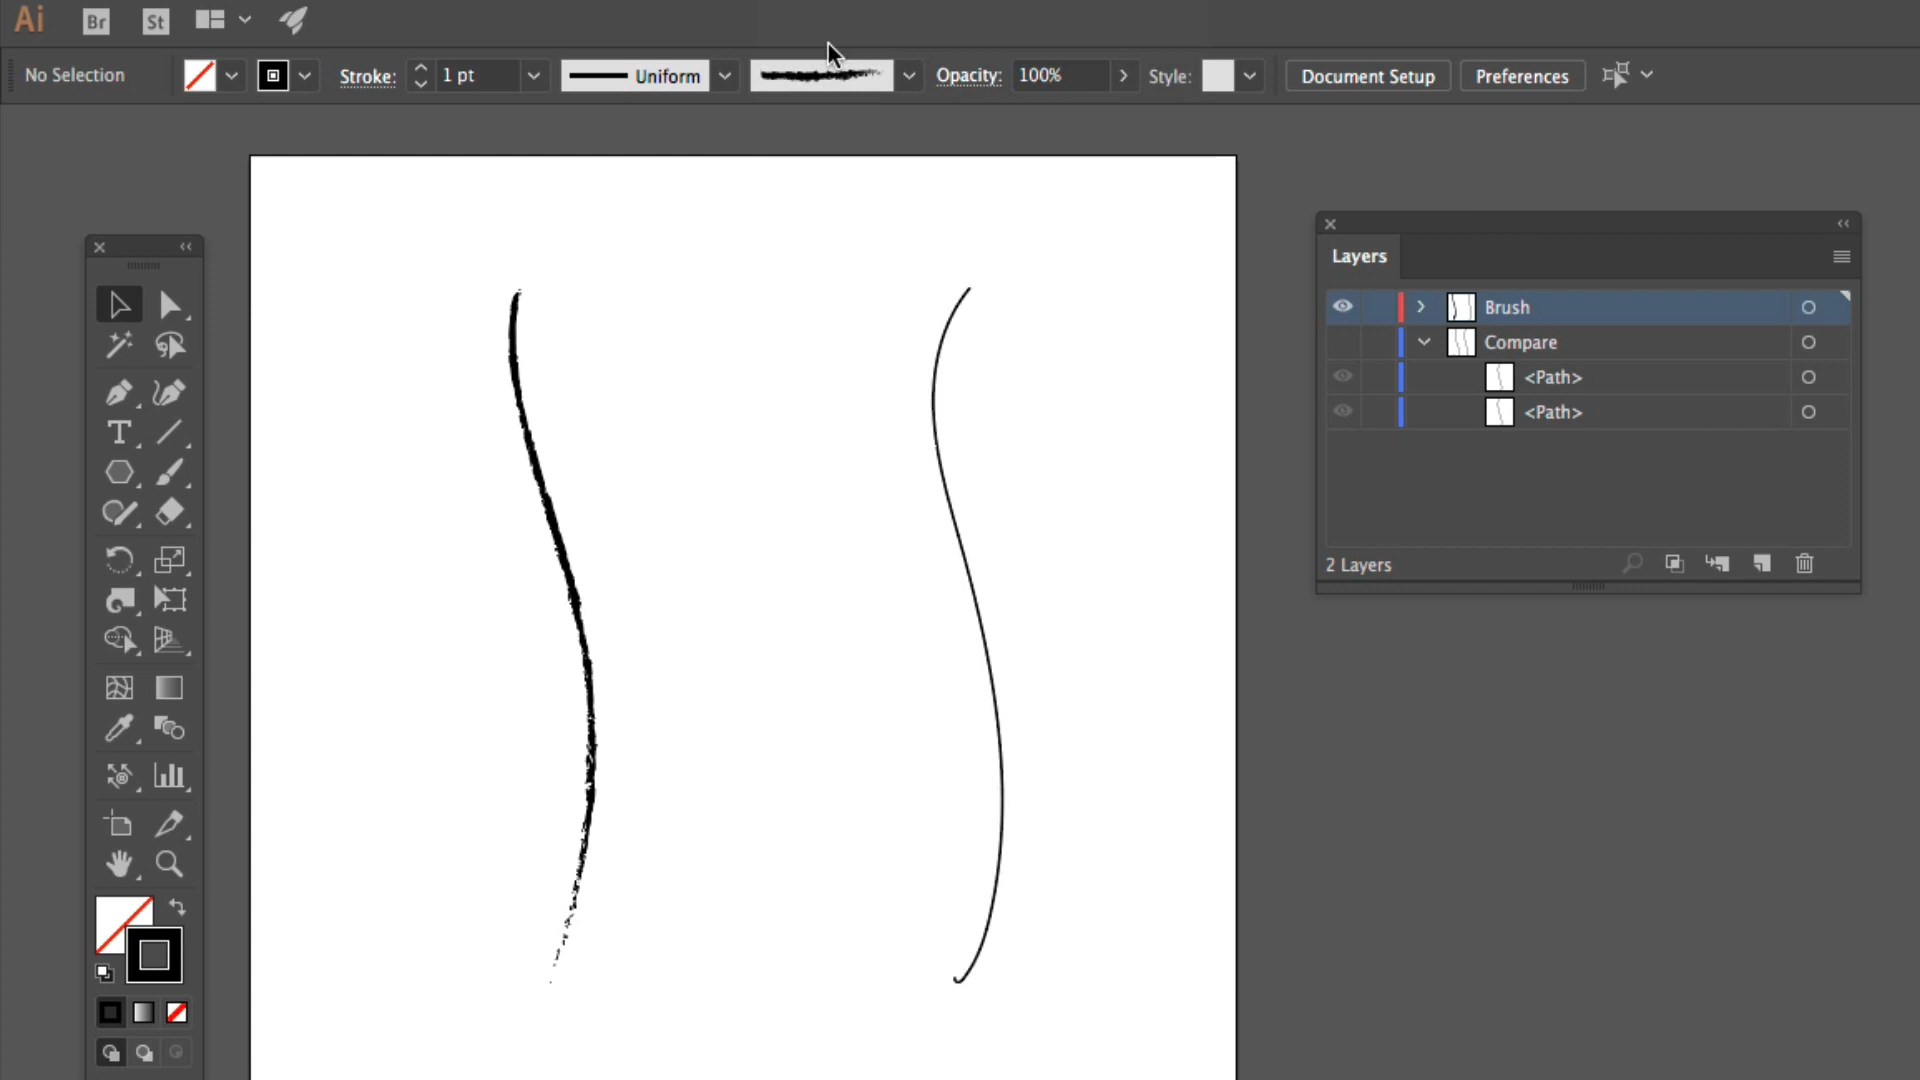 Ai Br St
No Selection Stroke: 1 pt Uniform Opacity: 100% Style: Document Setup Preferences
Layers
Brush
Compare
<Path>
<Path>
2 Layers
T